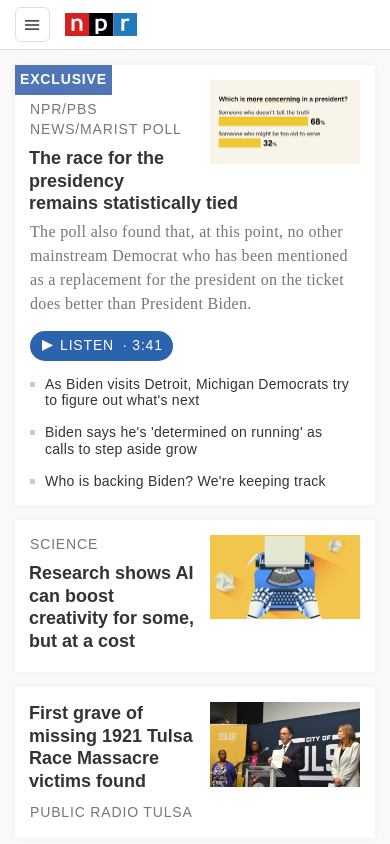 npr
EXCLUSIVE
NPR/PBS
NEWS/MARIST POLL
The race for the
presidency
remains statistically tied
Which is more concerning in a president?
Someone who doesn't tell the truth
68%
Someone who might be too old to serve
32%
The poll also found that, at this point, no other
mainstream Democrat who has been mentioned
as a replacement for the president on the ticket
does better than President Biden.
LISTEN · 3:41
As Biden visits Detroit, Michigan Democrats try
to figure out what's next
Biden says he's 'determined on running' as
calls to step aside grow
Who is backing Biden? We're keeping track
SCIENCE
Research shows AI
can boost
creativity for some,
but at a cost
First grave of
missing 1921 Tulsa
Race Massacre
victims found
PUBLIC RADIO TULSA
CITY OF